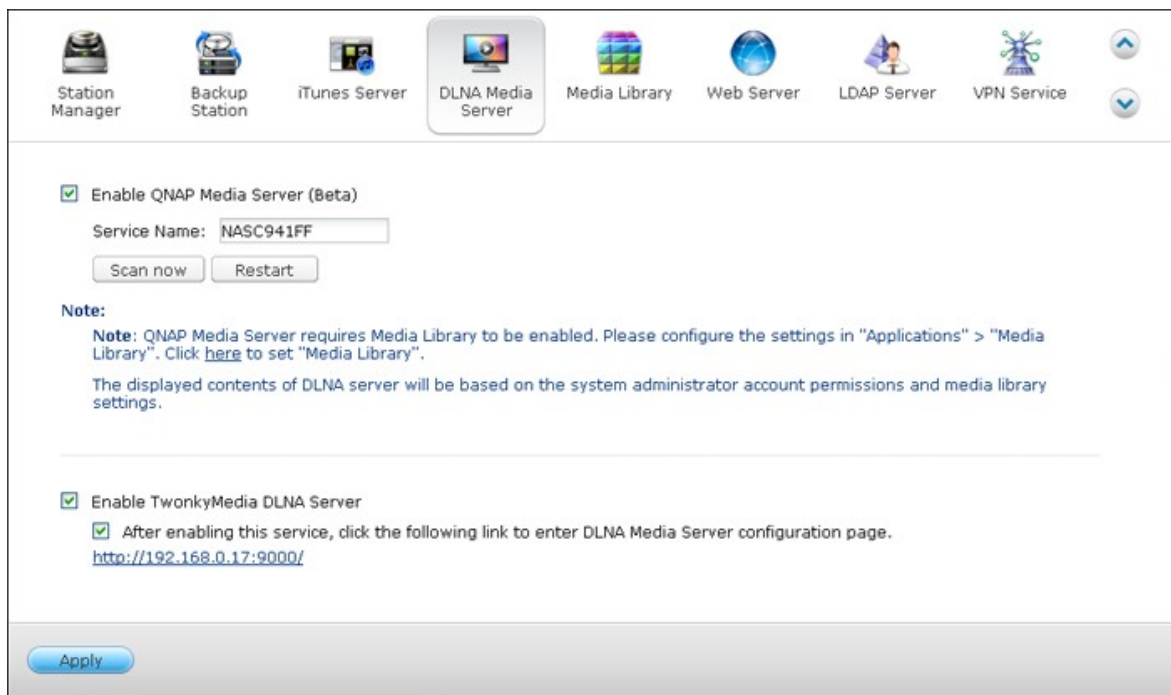 Station Manager
Backup Station
iTunes Server
DLNA Media Server
Media Library
Web Server
LDAP Server
VPN Service
Enable QNAP Media Server (Beta)
Service Name: NASC941FF
Scan now Restart
Note:
Note: QNAP Media Server requires Media Library to be enabled. Please configure the settings in "Applications" > "Media
Library". Click here to set "Media Library".
The displayed contents of DLNA server will be based on the system administrator account permissions and media library
settings.
Enable TwonkyMedia DLNA Server
After enabling this service, click the following link to enter DLNA Media Server configuration page.
http://192.168.0.17:9000/
Apply